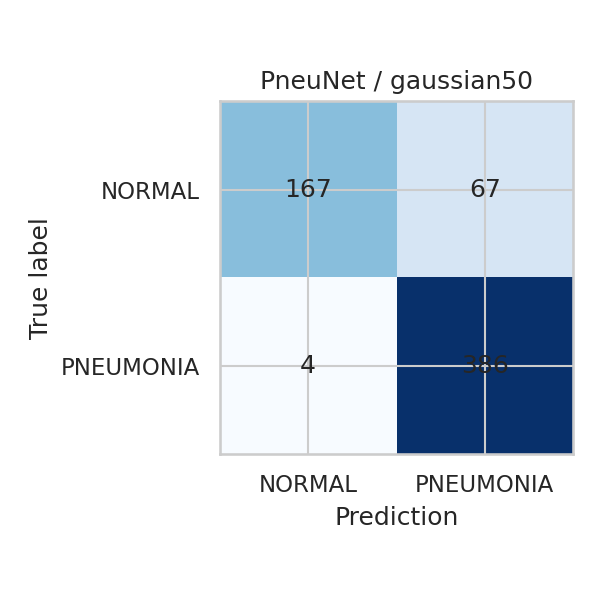 PneuNet / gaussian50
NORMAL
167
67
True label
PNEUMONIA
4
386
NORMAL
PNEUMONIA
Prediction